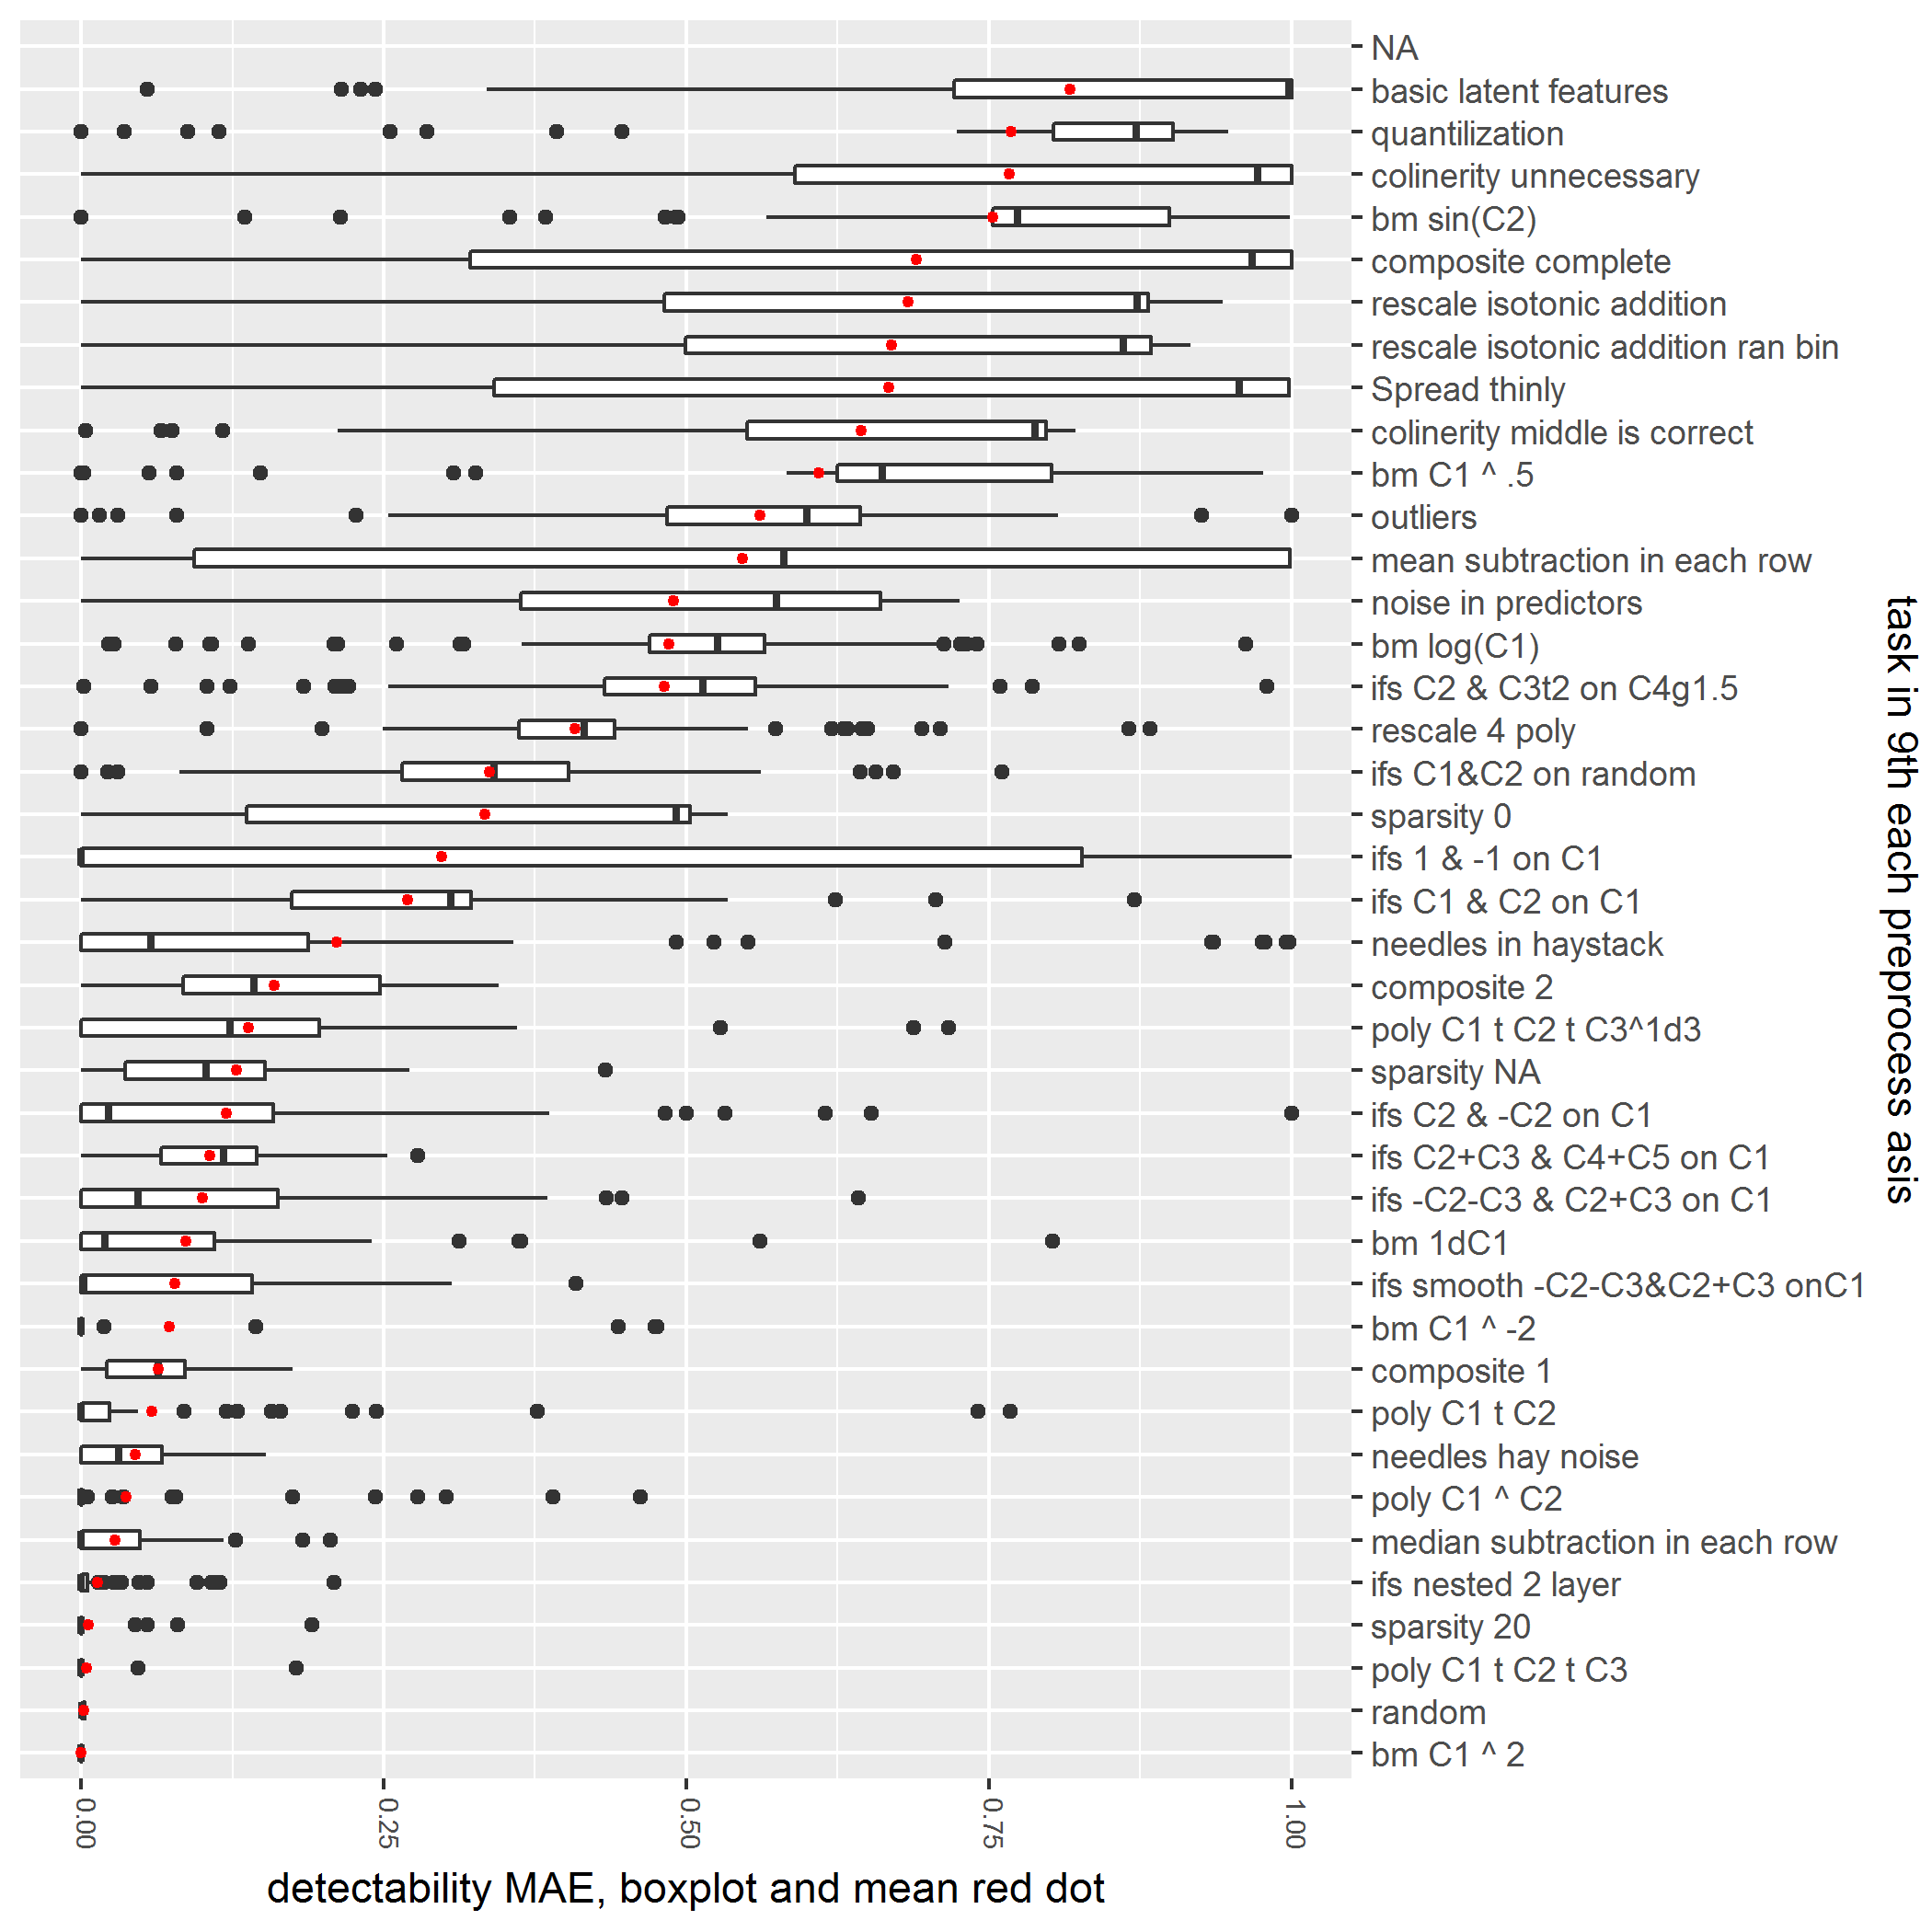 NA
basic latent features
quantilization
colinerity unnecessary
bm sin(C2)
composite complete
rescale isotonic addition
rescale isotonic addition ran bin
Spread thinly
colinerity middle is correct
bm C1 ^ .5
outliers
mean subtraction in each row
noise in predictors
bm log(C1)
ifs C2 & C3t2 on C4g1.5
rescale 4 poly
ifs C1&C2 on random
sparsity 0
ifs 1 & -1 on C1
ifs C1 & C2 on C1
needles in haystack
composite 2
poly C1 t C2 t C3^1d3
sparsity NA
ifs C2 & -C2 on C1
ifs C2+C3 & C4+C5 on C1
ifs -C2-C3 & C2+C3 on C1
bm 1dC1
ifs smooth -C2-C3&C2+C3 onC1
bm C1 ^ -2
composite 1
poly C1 t C2
needles hay noise
poly C1 ^ C2
median subtraction in each row
ifs nested 2 layer
sparsity 20
poly C1 t C2 t C3
random
bm C1 ^ 2
task in 9th each preprocess asis
0.00
0.25
0.50
0.75
1.00
detectability MAE, boxplot and mean red dot